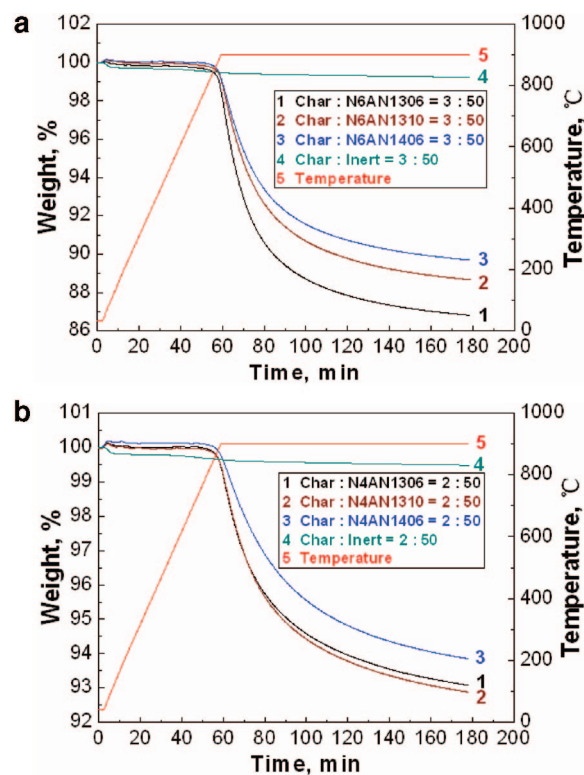 a
Weight, %
100
98
96
94
92
90
88
86
1000
800
600
400
200
0
Temperature, ℃
5
4
1 Char : N6AN1306 = 3 : 50
2 Char : N6AN1310 = 3 : 50
3 Char : N6AN1406 = 3 : 50
4 Char : Inert = 3 : 50
5 Temperature
3
2
1
0 20 40 60 80 100 120 140 160 180 200
Time, min
b
Weight, %
101
100
99
98
97
96
95
94
93
92
1000
800
600
400
200
0
Temperature, ℃
5
4
1 Char : N4AN1306 = 2 : 50
2 Char : N4AN1310 = 2 : 50
3 Char : N4AN1406 = 2 : 50
4 Char : Inert = 2 : 50
5 Temperature
3
1
2
0 20 40 60 80 100 120 140 160 180 200
Time, min